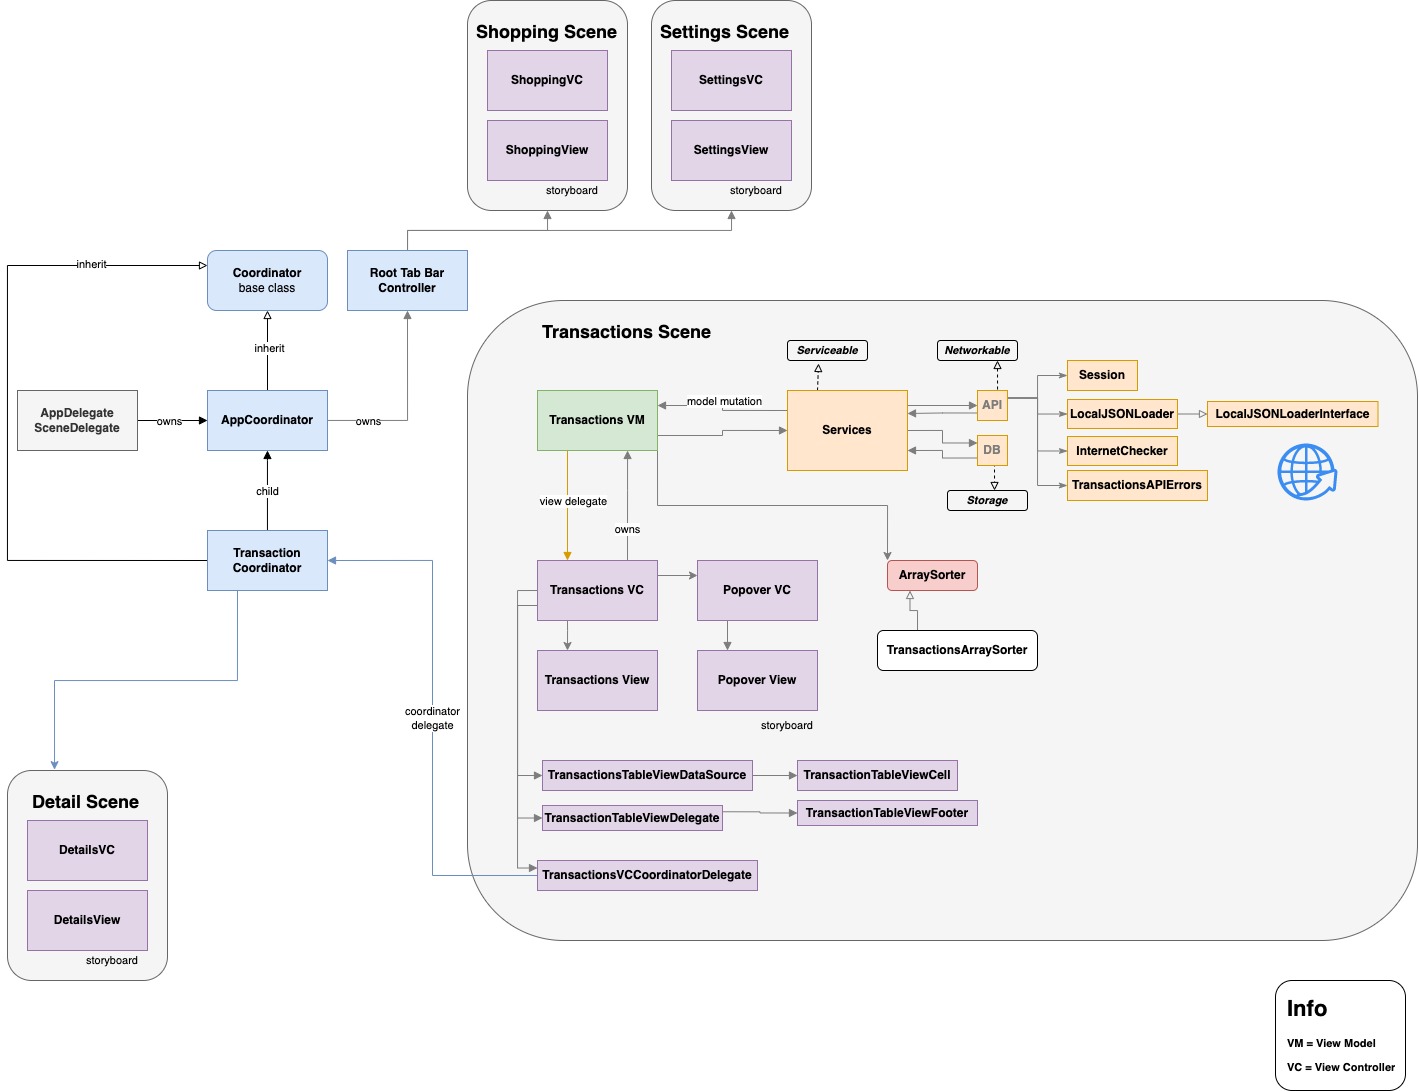 Shopping Scene
ShoppingVC
ShoppingView
storyboard
Settings Scene
SettingsVC
SettingsView
storyboard
inherit
Coordinator
base class
Root Tab Bar
Controller
inherit
AppDelegate
SceneDelegate
owns
AppCoordinator
owns
child
Transaction
Coordinator
coordinator
delegate
Detail Scene
DetailsVC
DetailsView
storyboard
Transactions Scene
Serviceable
Networkable
Transactions VM
model mutation
Services
API
DB
Storage
Session
LocalJSONLoader
LocalJSONLoaderInterface
InternetChecker
TransactionsAPIErrors
view delegate
owns
Transactions VC
Popover VC
ArraySorter
TransactionsArraySorter
Transactions View
Popover View
storyboard
TransactionsTableViewDataSource
TransactionTableViewCell
TransactionTableViewDelegate
TransactionTableViewFooter
TransactionsVCCoordinatorDelegate
Info
VM = View Model
VC = View Controller